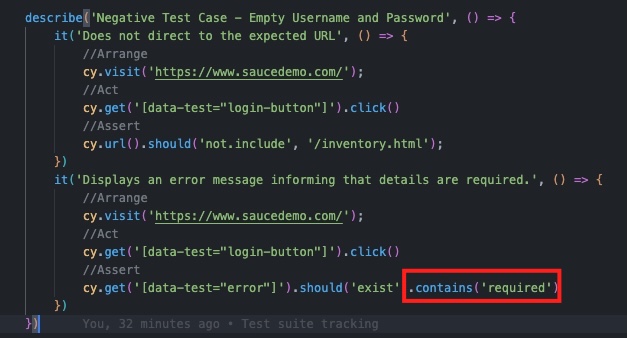 describe('Negative Test Case - Empty Username and Password', () => {
it('Does not direct to the expected URL', () => {
//Arrange
cy.visit('https://www.saucedemo.com/');
//Act
cy.get('[data-test="login-button"]').click()
//Assert
cy.url().should('not.include', '/inventory.html');
})
it('Displays an error message informing that details are required.', () => {
//Arrange
cy.visit('https://www.saucedemo.com/');
//Act
cy.get('[data-test="login-button"]').click()
//Assert
cy.get('[data-test="error"]').should('exist' .contains('required')
})
}) You, 32 minutes ago • Test suite tracking